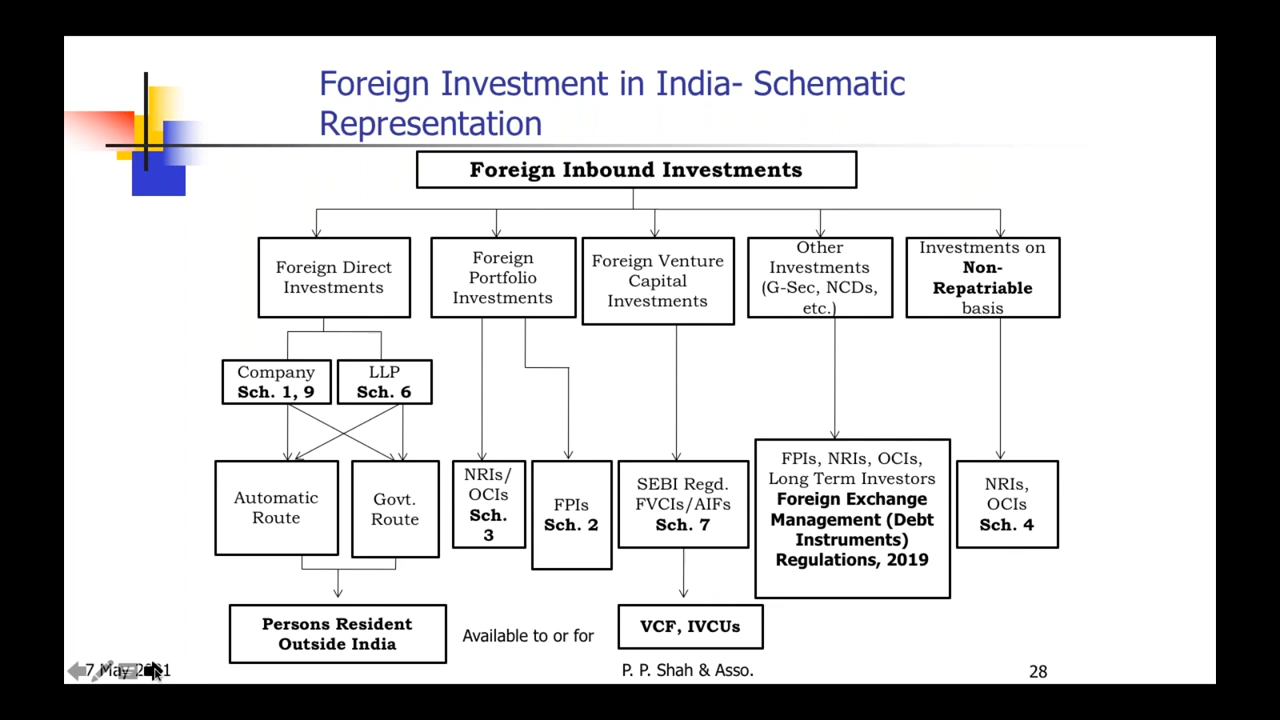 Foreign Investment in India- Schematic
Representation
Foreign Inbound Investments
Foreign Direct
Investments
Foreign
Portfolio
Investments
Foreign Venture
Capital
Investments
Other
Investments
(G-Sec, NCDs,
etc.)
Investments on
Non-
Repatriable
basis
Company
Sch. 1, 9
LLP
Sch. 6
Automatic
Route
Govt.
Route
NRIs/
OCIs
Sch.
3
FPIs
Sch. 2
SEBI Regd.
FVCIs/AIFs
Sch. 7
FPIs, NRIs, OCIs,
Long Term Investors
Foreign Exchange
Management (Debt
Instruments)
Regulations, 2019
NRIs,
OCIs
Sch. 4
Persons Resident
Outside India
Available to or for
VCF, IVCUs
7 May
P. P. Shah & Asso.
28